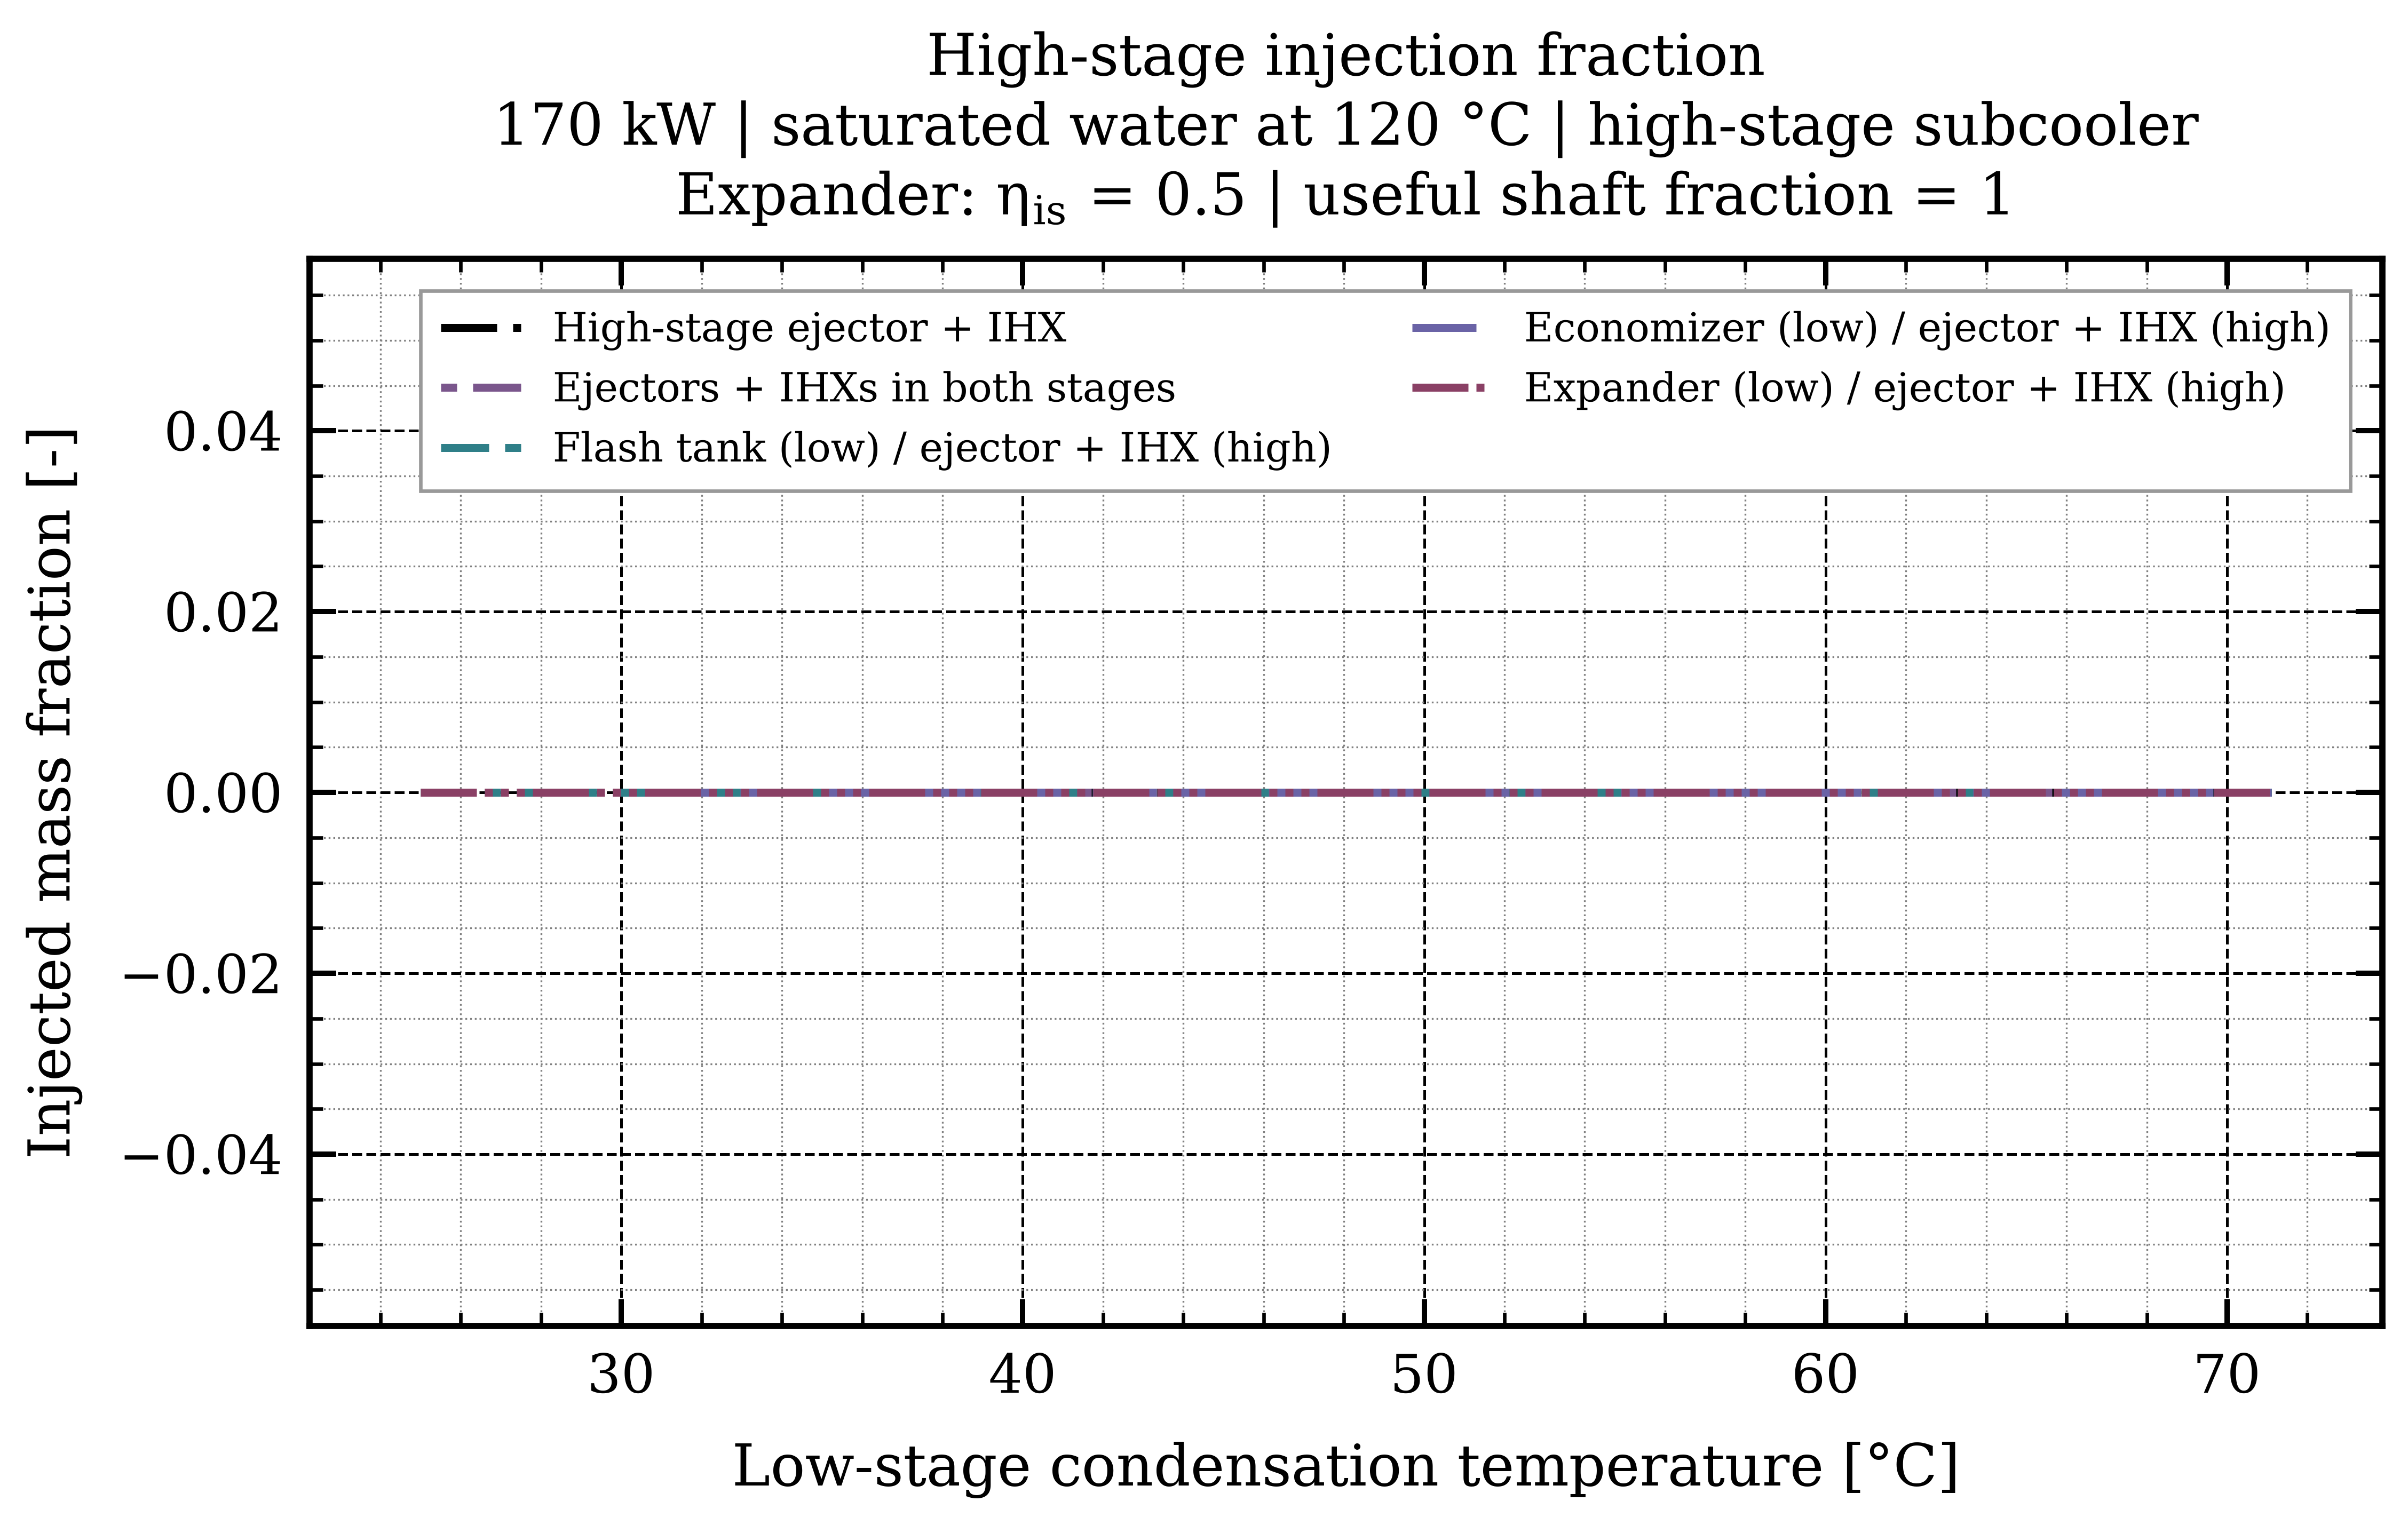 High-stage injection fraction
170 kW | saturated water at 120 °C | high-stage subcooler
Expander: ηis = 0.5 | useful shaft fraction = 1
High-stage ejector + IHX
Ejectors + IHXs in both stages
Flash tank (low) / ejector + IHX (high)
Economizer (low) / ejector + IHX (high)
Expander (low) / ejector + IHX (high)
Injected mass fraction [-]
0.04
0.02
0.00
−0.02
−0.04
30 40 50 60 70
Low-stage condensation temperature [°C]